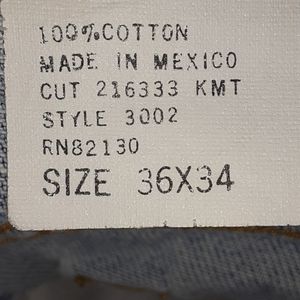 100%COTTON
MADE IN MEXICO
CUT 216333 KMT
STYLE 3002
RN82130
SIZE 36X34